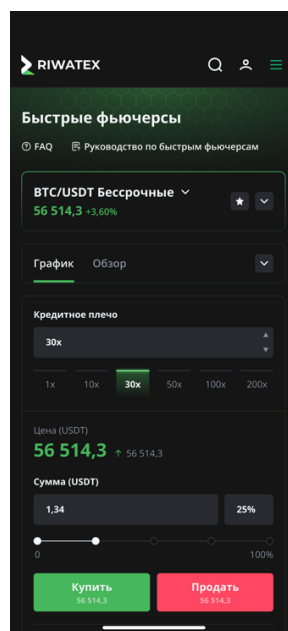 RIWATEX
Быстрые фьючерсы
FAQ Руководство по быстрым фьючерсам
BTC/USDT Бессрочные
56 514,3 +3,60%
График Обзор
Кредитное плечо
30x
1x 10x 30x 50x 100x 200x
Цена (USDT)
56 514,3 ↑ 56 514,3
Сумма (USDT)
1,34 25%
0 100%
Купить Продать
56 514,3 56 514,3